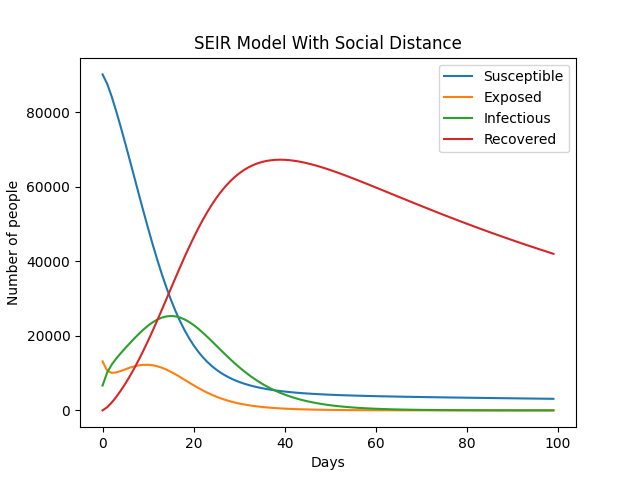 SEIR Model With Social Distance
Susceptible
Exposed
Infectious
Recovered
Number of people
80000
60000
40000
20000
0
0 20 40 60 80 100
Days